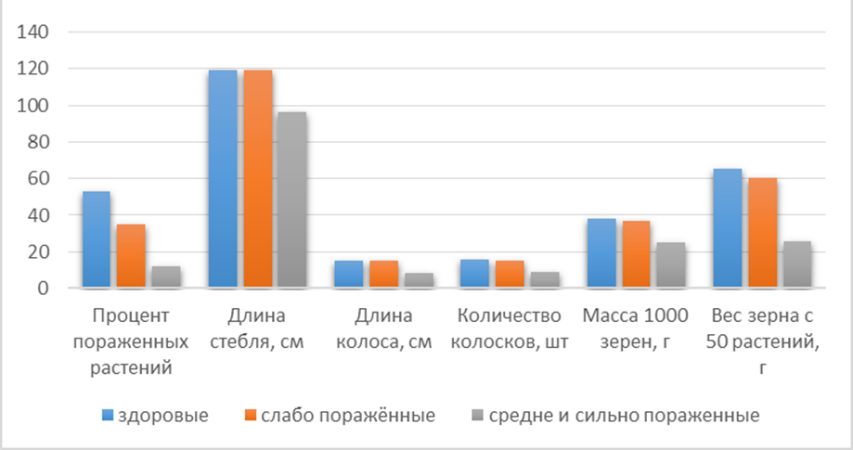 140
120
100
80
60
40
20
0
Процент
пораженных
растений
Длина
стебля, см
Длина
колоса, см
Количество
колосков, шт
Масса 1000
зерен, г
Вес зерна с
50 растений,
г
здоровые
слабо поражённые
средне и сильно пораженные